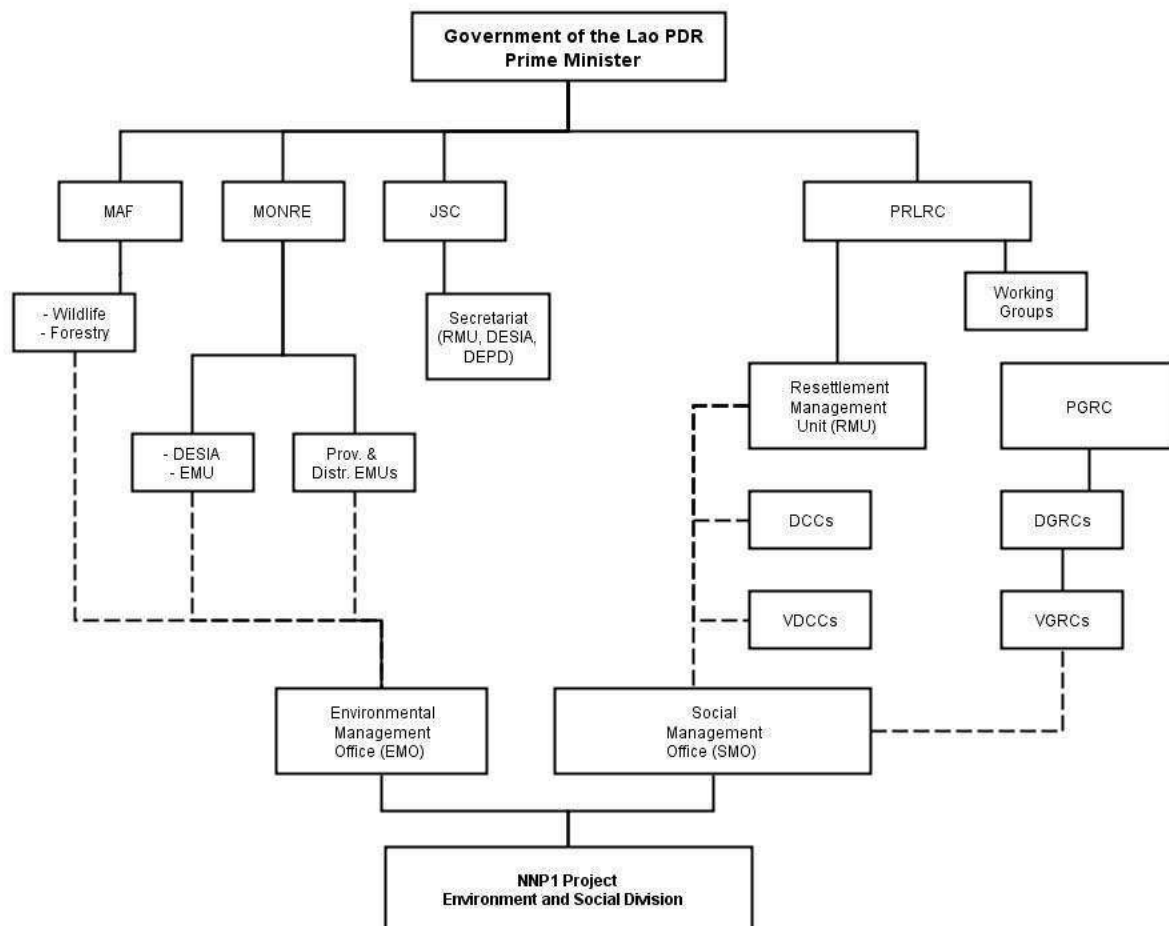 Government of the Lao PDR
Prime Minister
MAF
MONRE
JSC
PRLRC
- Wildlife
- Forestry
Secretariat
(RMU, DESIA,
DEPD)
Working
Groups
Resettlement
Management
Unit (RMU)
PGRC
- DESIA
- EMU
Prov. &
Distr. EMUs
DCCs
DGRCs
VDCCs
VGRCs
Environmental
Management
Office (EMO)
Social
Management
Office (SMO)
NNP1 Project
Environment and Social Division